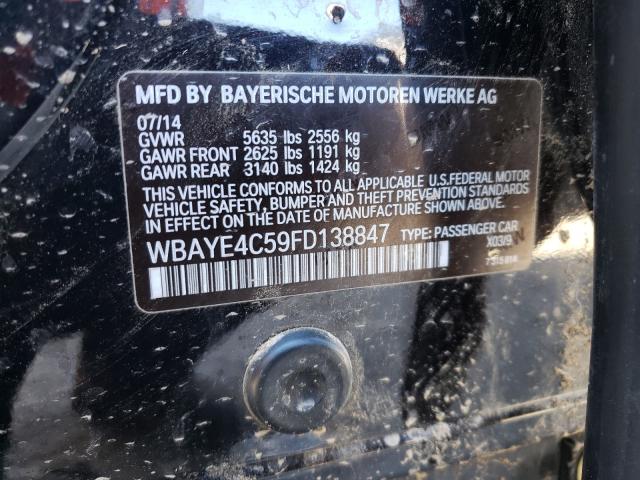 MFD BY BAYERISCHE MOTOREN WERKE AG
07/14
GVWR 5635 lbs 2556 kg
GAWR FRONT 2625 lbs 1191 kg
GAWR REAR 3140 lbs 1424 kg
THIS VEHICLE CONFORMS TO ALL APPLICABLE U.S.FEDERAL MOTOR
VEHICLE SAFETY, BUMPER, AND THEFT PREVENTION STANDARDS
IN EFFECT ON THE DATE OF MANUFACTURE SHOWN ABOVE.
WBAYE4C59FD138847 TYPE: PASSENGER CAR
X03/9